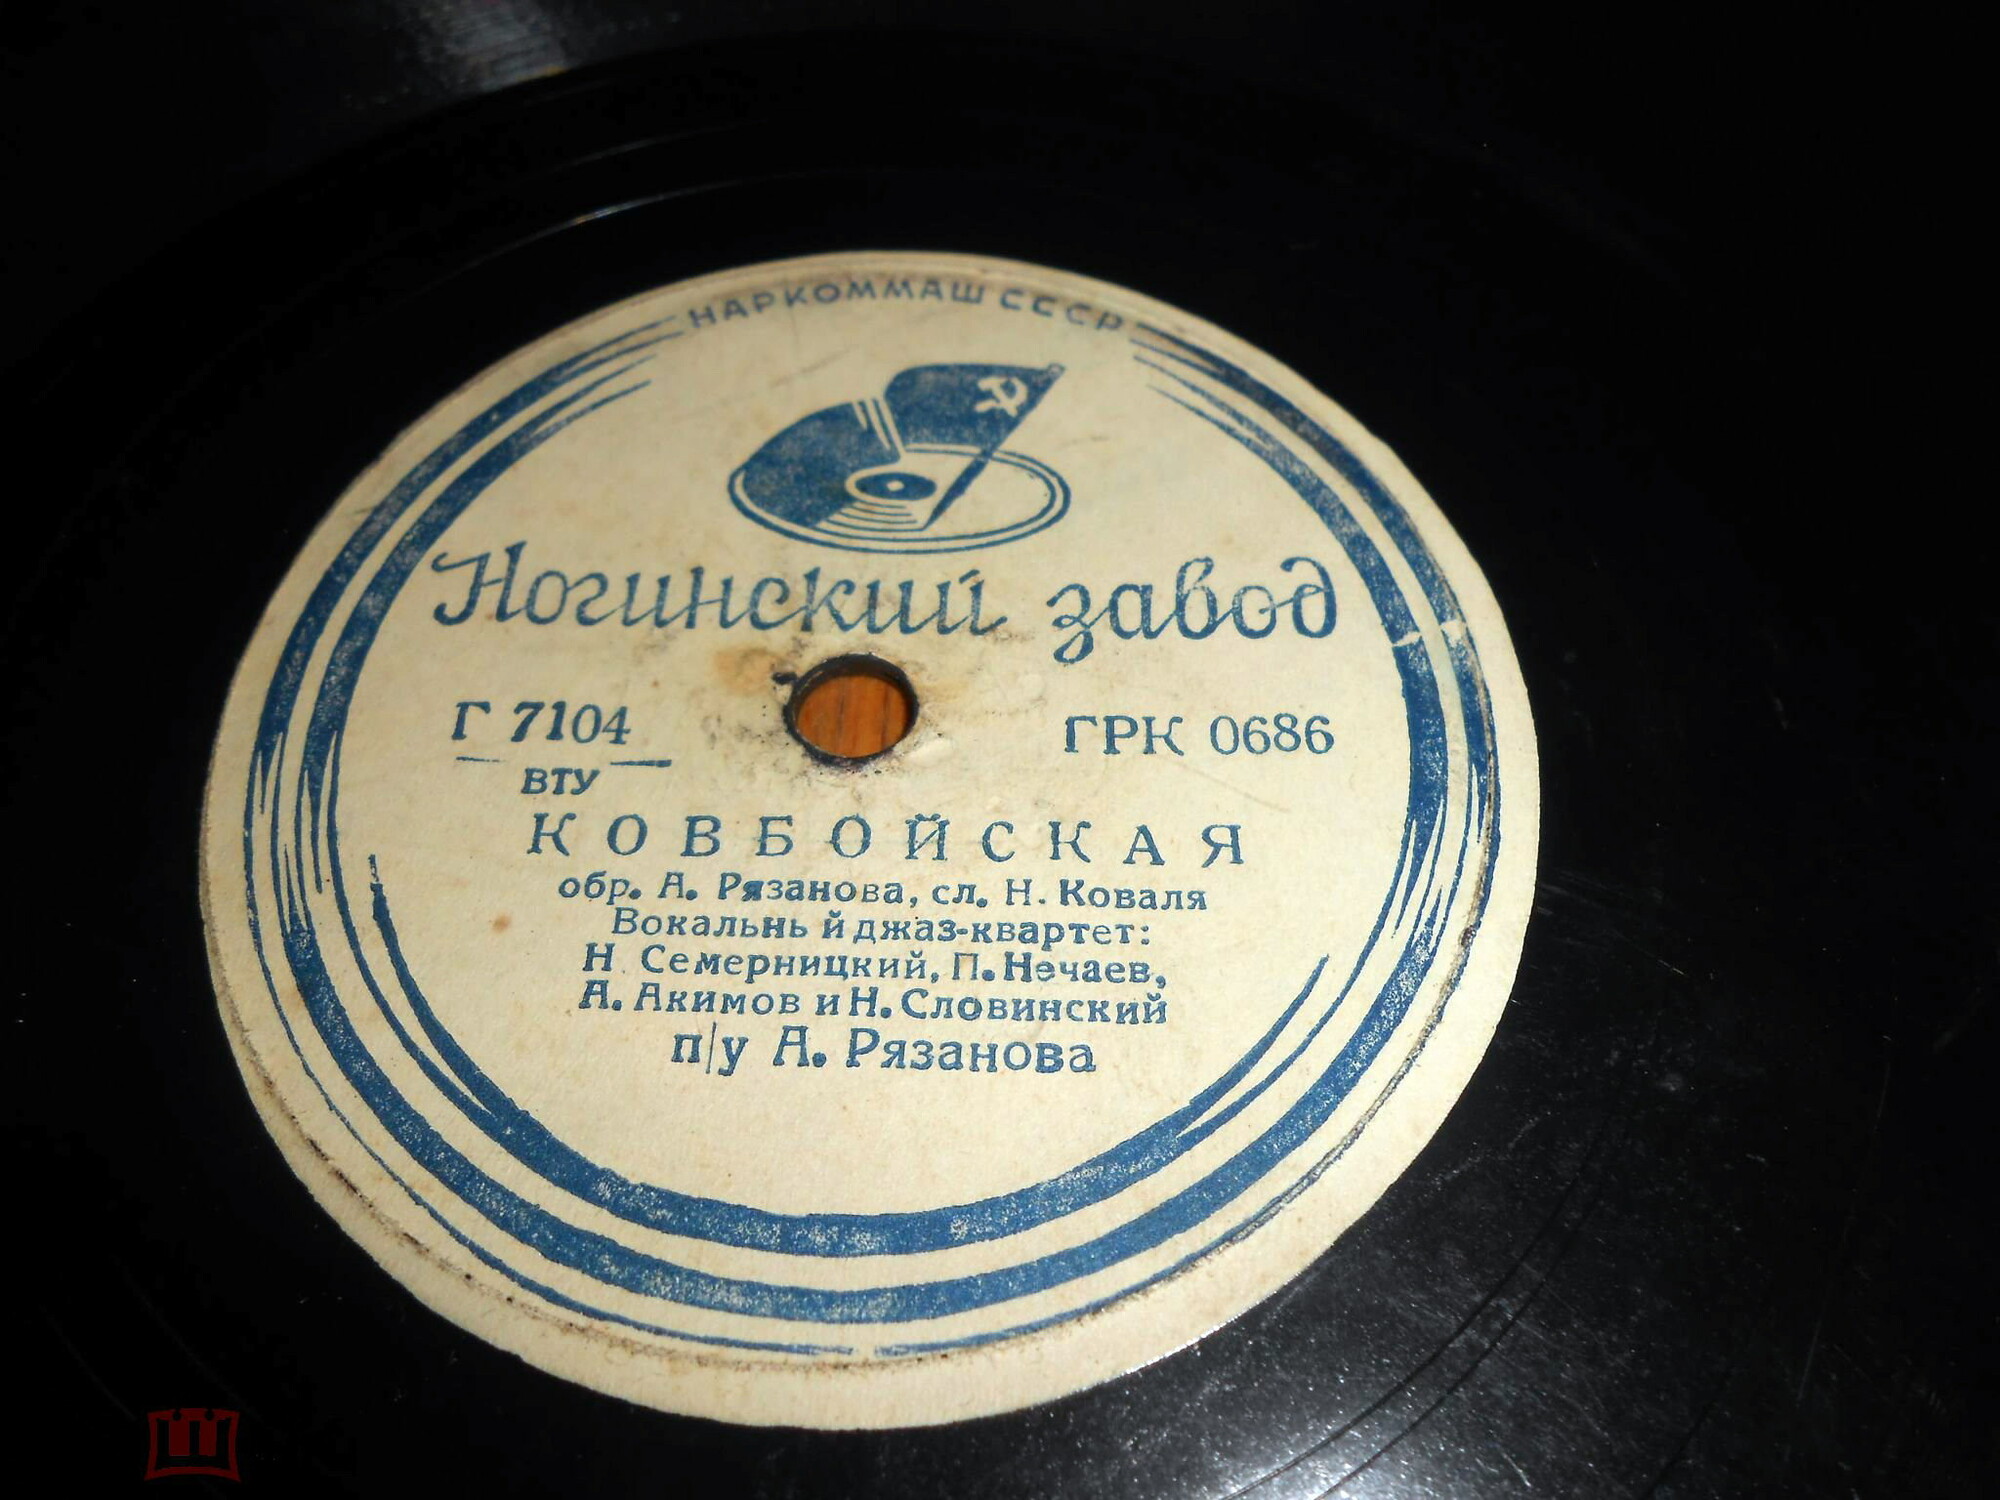 НАРКОММАШ СССР
Ногинский завод
Г 7104 ГРК 0686
ВТУ
КОВБОЙСКАЯ
обр. А. Рязанова, сл. Н. Коваля
Вокальнь й джаз-квартет:
Н Семерницкий, П. Нечаев,
А. Акимов и Н. Словинский
п/у А. Рязанова